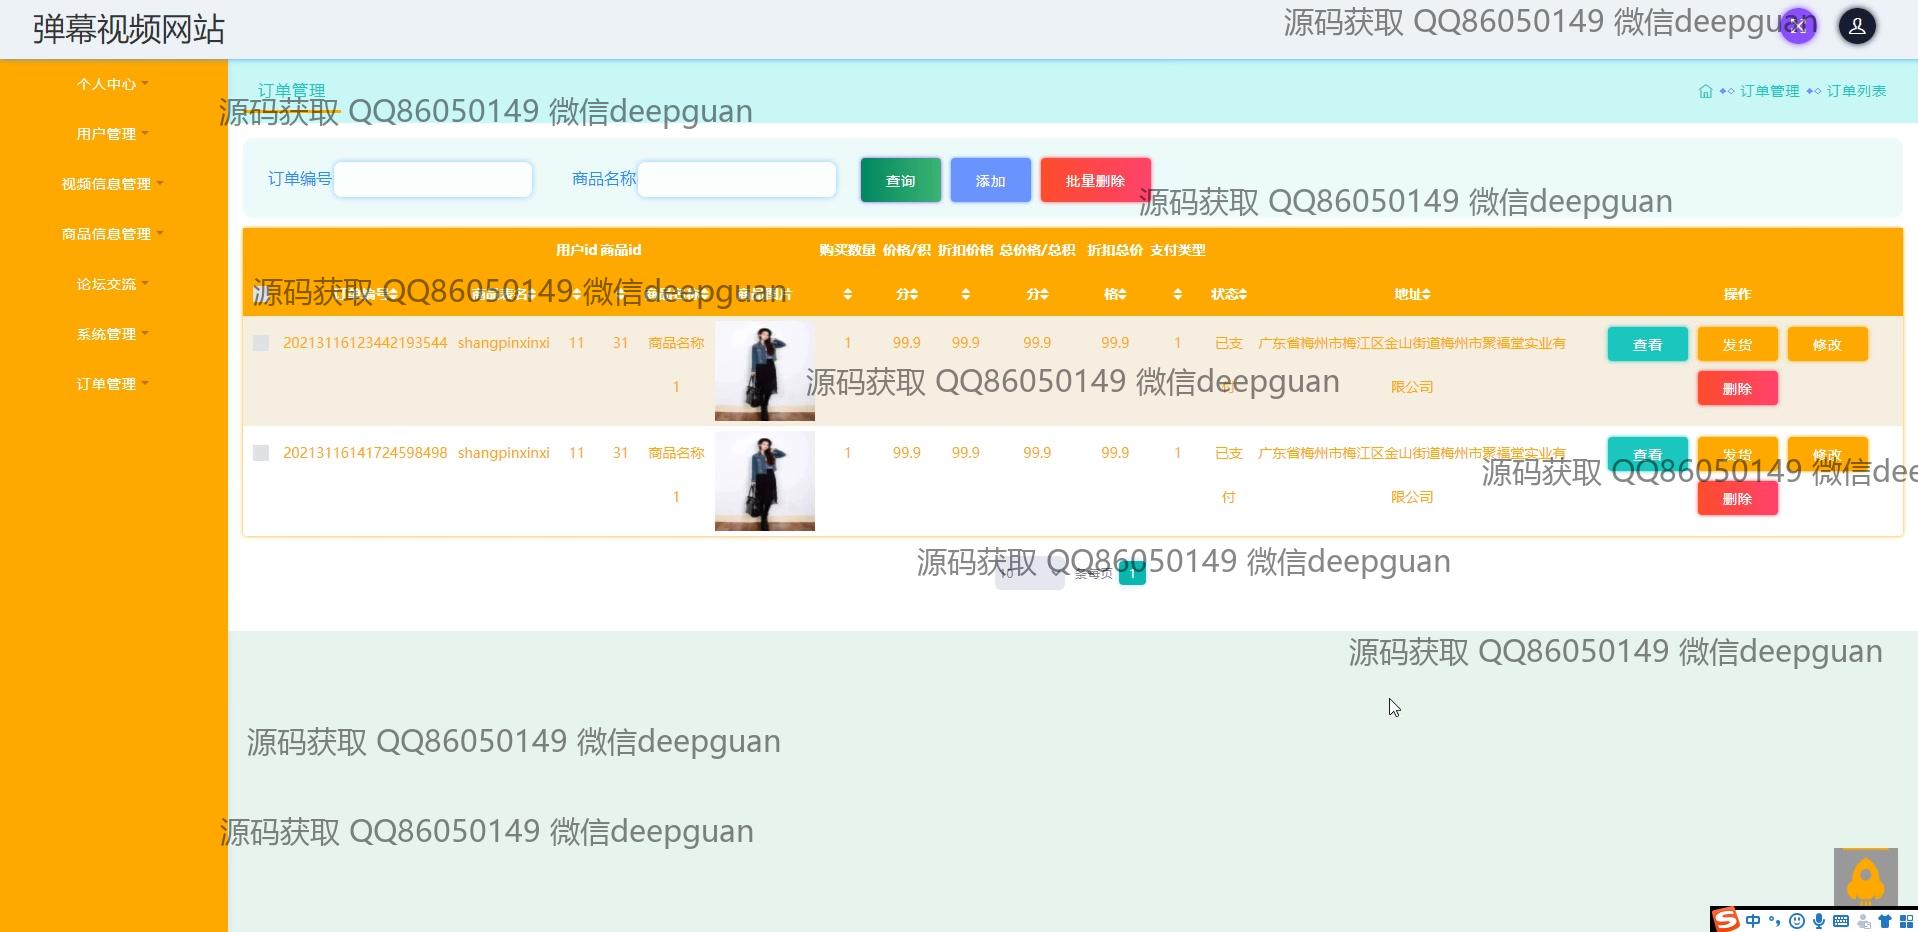 弹幕视频网站
源码获取 QQ86050149 微信deepguan
个人中心
用户管理
视频信息管理
商品信息管理
论坛交流
系统管理
订单管理
订单管理
订单管理 订单列表
源码获取 QQ86050149 微信deepguan
订单编号 商品名称 查询 添加 批量删除
源码获取 QQ86050149 微信deepguan
用户id 商品id 购买数量 价格/积 折扣价格 总价格/总积 折扣总价 支付类型
订单编号 商品表名 商品名称 商品图片 分 分 格 状态 地址 操作
源码获取 QQ86050149 微信deepguan
20213116123442193544 shangpinxinxi 11 31 商品名称 1 99.9 99.9 99.9 99.9 1 已支 广东省梅州市梅江区金山街道梅州市聚福堂实业有 查看 发货 修改
1 付 限公司 删除
源码获取 QQ86050149 微信deepguan
20213116141724598498 shangpinxinxi 11 31 商品名称 1 99.9 99.9 99.9 99.9 1 已支 广东省梅州市梅江区金山街道梅州市聚福堂实业有 查看 发货 修改
源码获取 QQ86050149 微信dee
1 付 限公司 删除
源码获取 QQ86050149 微信deepguan
10 条每页 1
源码获取 QQ86050149 微信deepguan
源码获取 QQ86050149 微信deepguan
源码获取 QQ86050149 微信deepguan
中